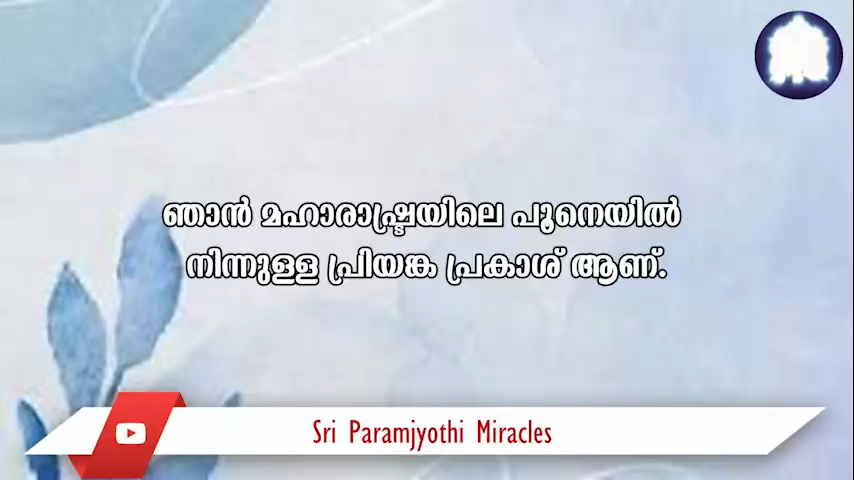 ഞാൻ മഹാരാഷ്ട്രയിലെ പൂനെയിൽ
നിന്നുള്ള പ്രിയങ്ക പ്രകാശ് ആണ്.
Sri Paramjyothi Miracles